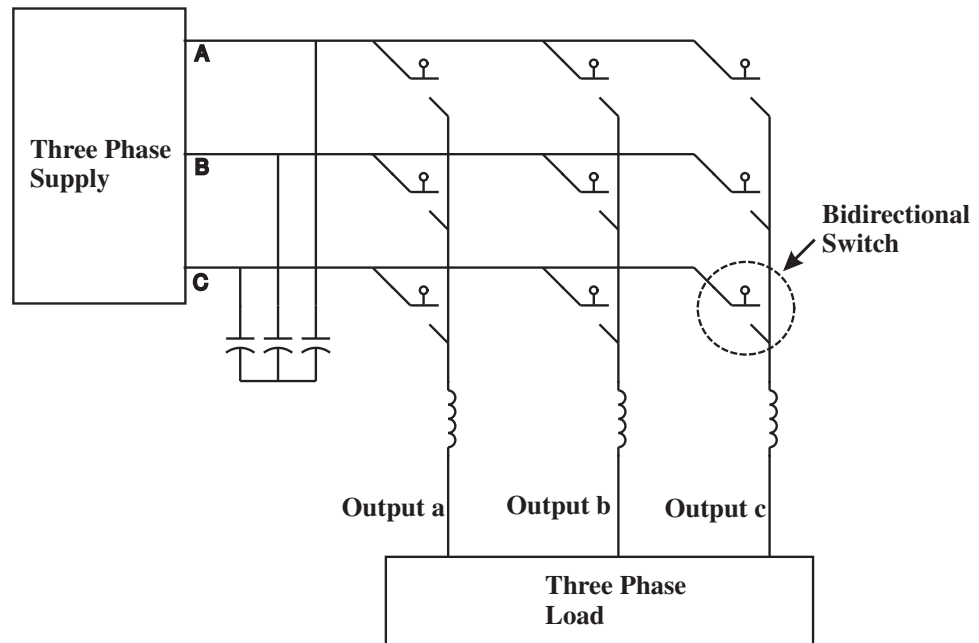 A
Three Phase
Supply
B
Bidirectional
Switch
C
Output a
Output b
Output c
Three Phase
Load